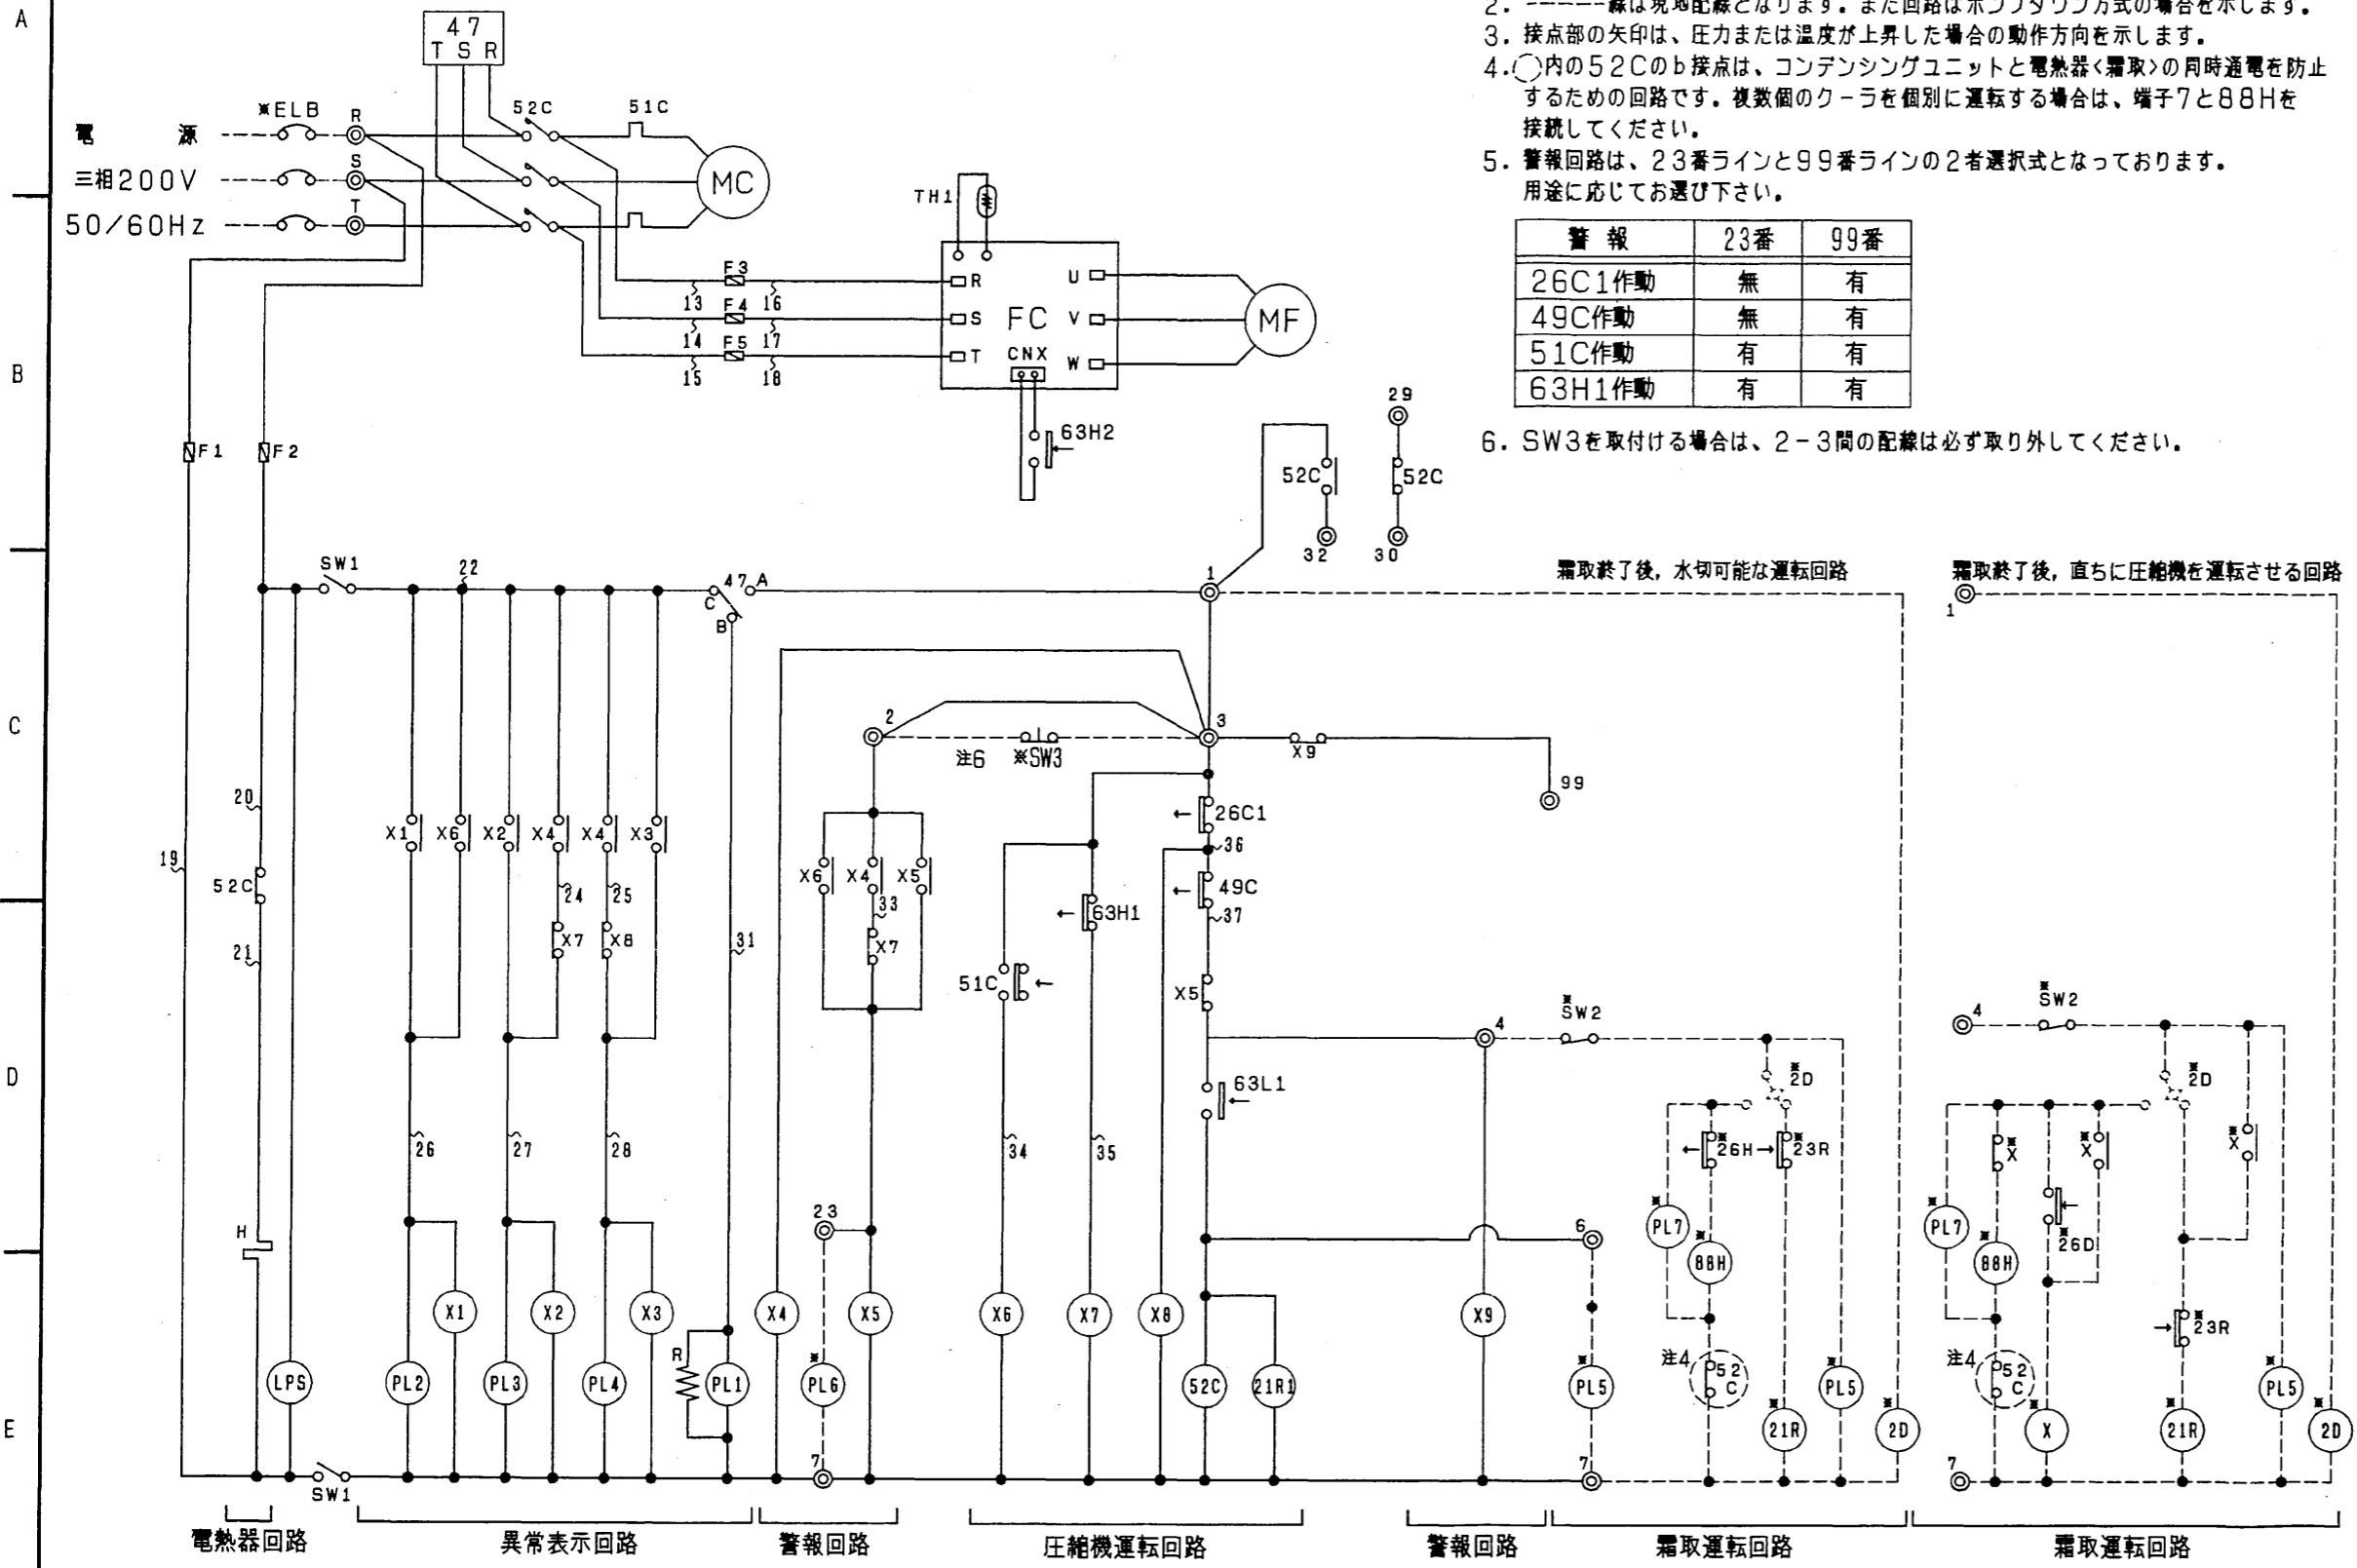 A
47
T S R
※ELB
R
52C
51C
電 源
S
三相200V
MC
T
50/60Hz
TH1
F3
R
U
13
16
F4
S
FC
V
MF
14
17
F5
T
CNX
W
15
18
B
63H2
29
F1
F2
52C
52C
32
30
2. ------線は現地配線となります。また回路はポンプダウン方式の場合を示します。
3. 接点部の矢印は、圧力または温度が上昇した場合の動作方向を示します。
4. ◯内の52Cのb接点は、コンデンシングユニットと電熱器<霜取>の同時通電を防止
するための回路です。複数個のクーラを個別に運転する場合は、端子7と88Hを
接続してください。
5. 警報回路は、23番ラインと99番ラインの2者選択式となっております。
用途に応じてお選び下さい。
警 報 23番 99番
26C1作動 無 有
49C作動 無 有
51C作動 有 有
63H1作動 有 有
6. SW3を取付ける場合は、2-3間の配線は必ず取り外してください。
SW1
22
47
A
C
B
1
霜取終了後，水切可能な運転回路
霜取終了後，直ちに圧縮機を運転させる回路
1
C
2
3
注6
※SW3
X9
99
20
X1
X6
X2
X4
X4
X3
26C1
36
19
52C
24
25
X6
X4
X5
33
49C
37
63H1
21
X7
X8
31
X7
51C
X5
4
※SW2
4
※SW2
D
63L1
※2D
※2D
26
27
28
34
35
※26H
※23R
※X
※X
※X
※PL7
※88H
※PL7
※88H
※26D
H
23
6
※23R
X1
X2
X3
X4
X5
X6
X7
X8
X9
R
注4
52C
注4
52C
LPS
PL2
PL3
PL4
PL1
※PL6
52C
21R1
※PL5
※PL5
※PL5
E
※21R
※2D
※X
※21R
※2D
SW1
7
7
7
電熱器回路
異常表示回路
警報回路
圧縮機運転回路
警報回路
霜取運転回路
霜取運転回路